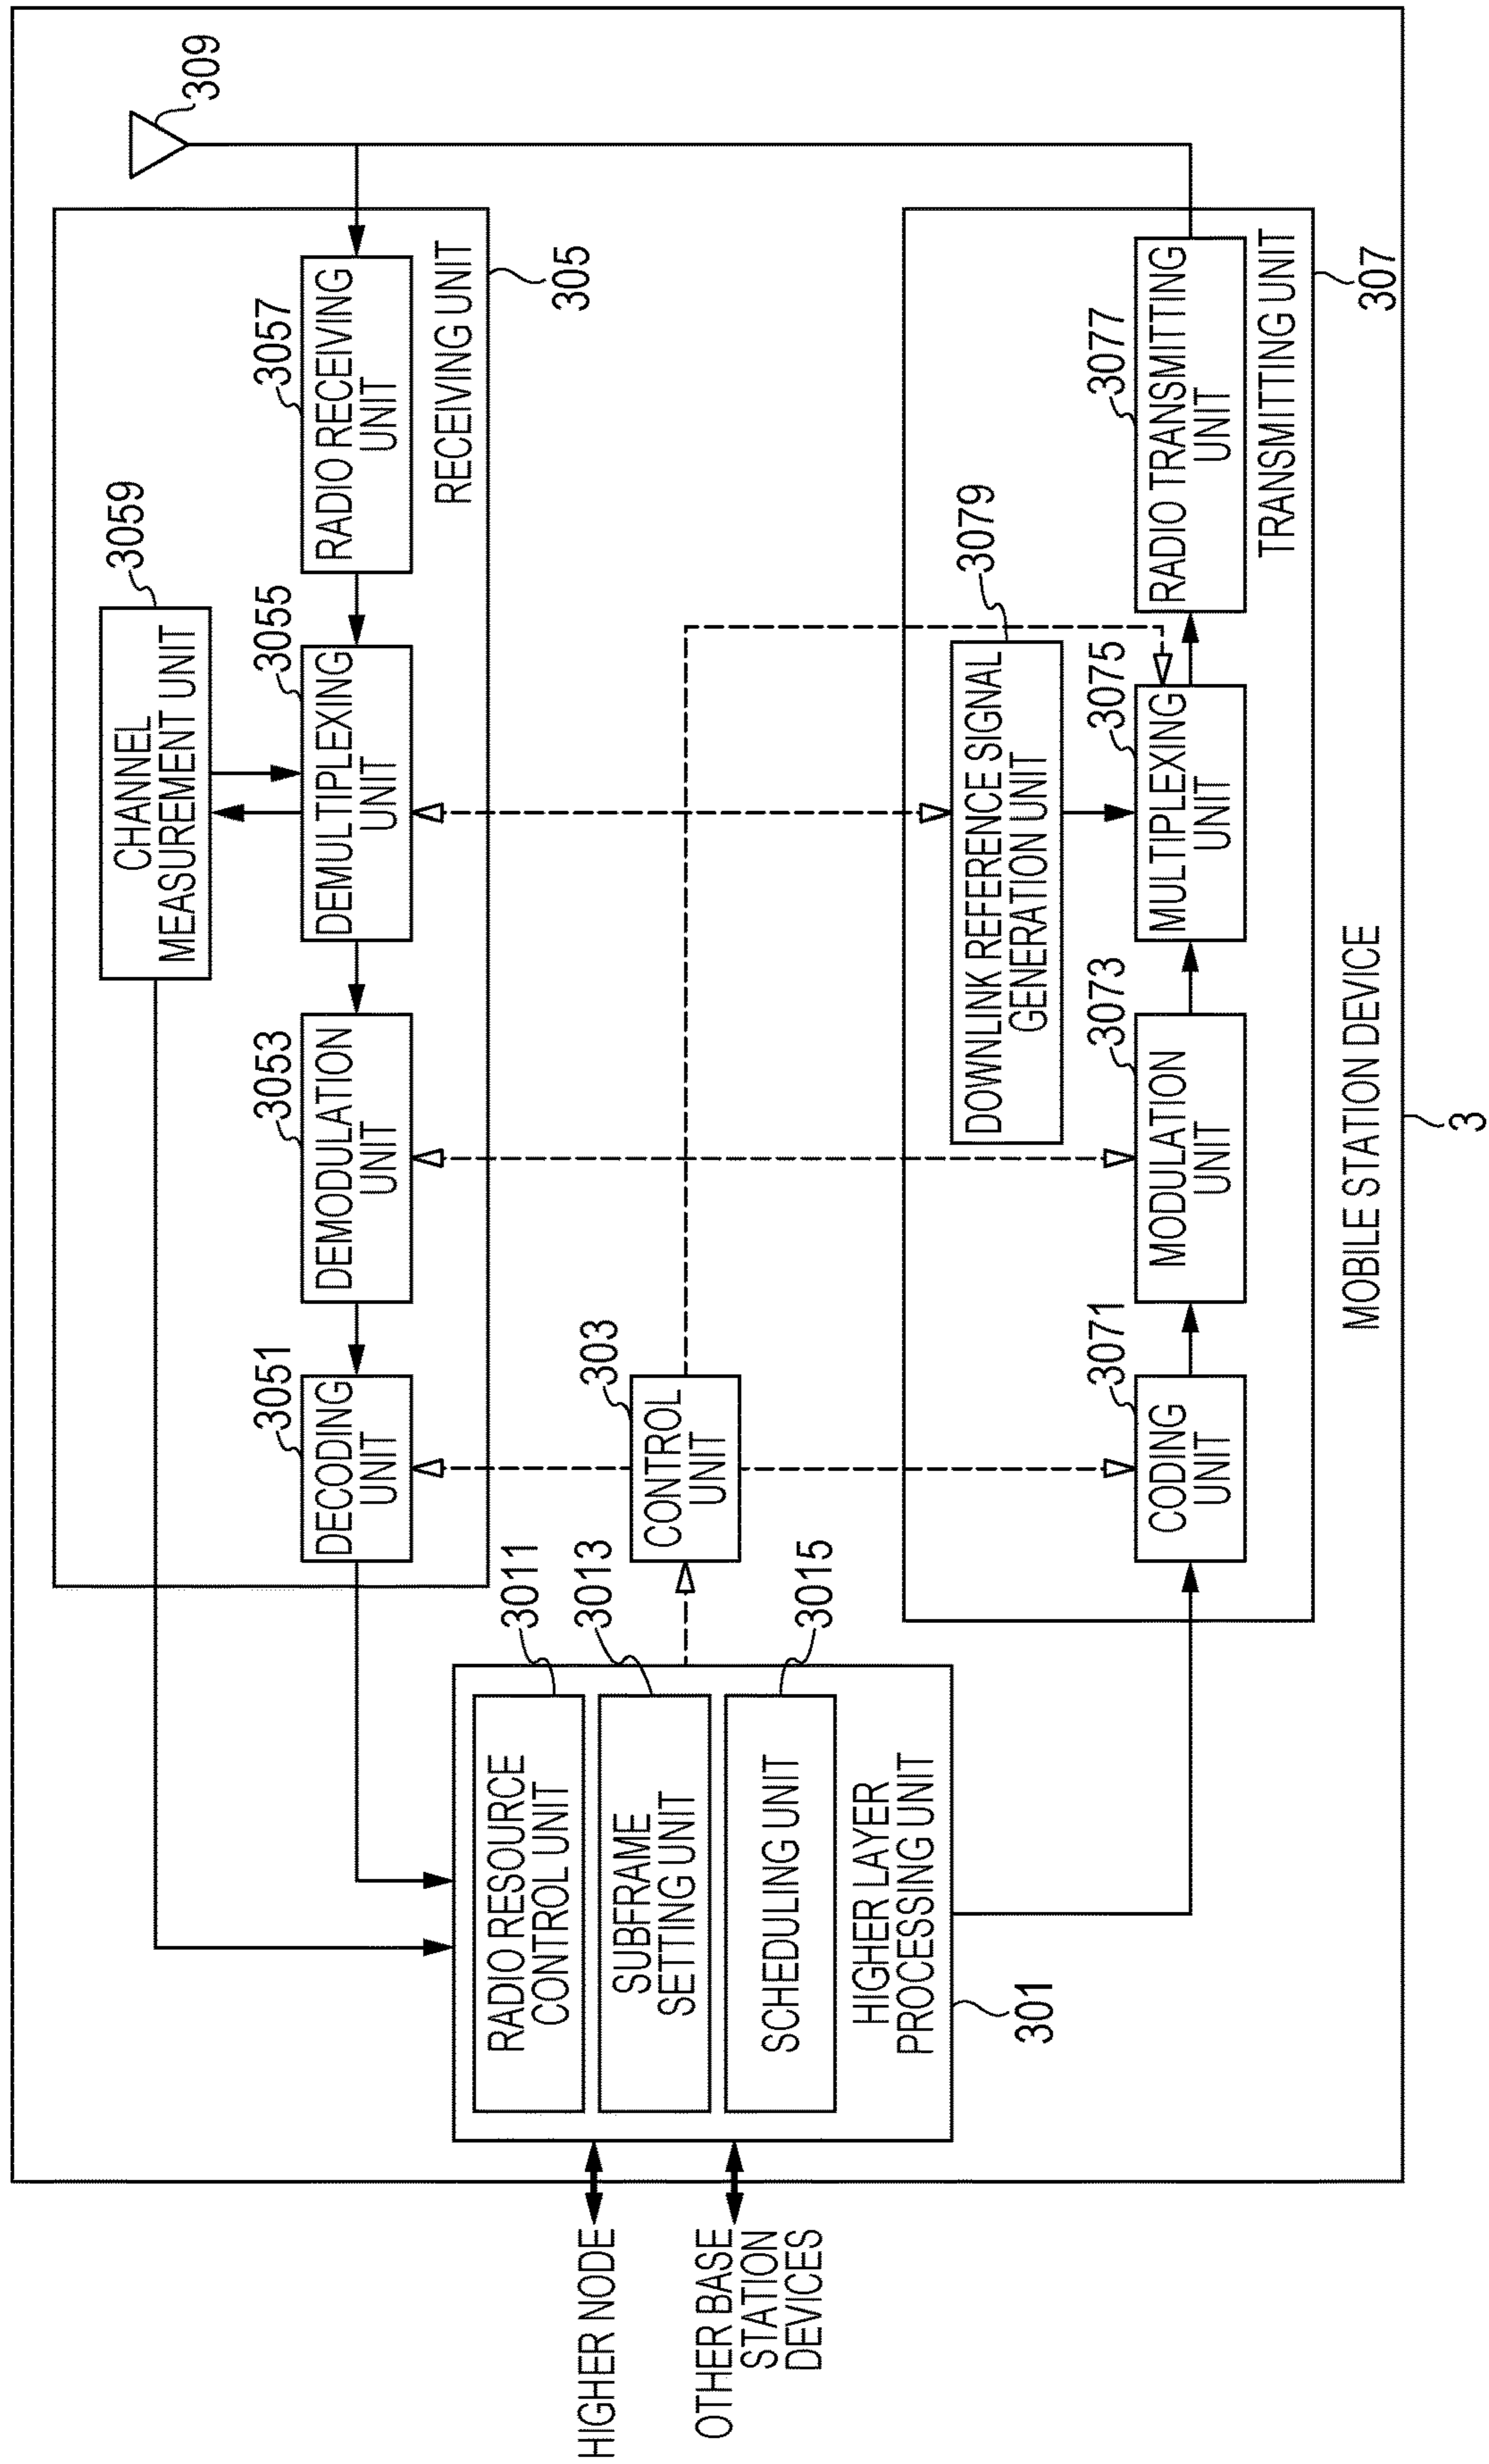 309
3059
CHANNEL
MEASUREMENT UNIT
3051
DECODING
UNIT
3053
DEMODULATION
UNIT
3055
DEMULTIPLEXING
UNIT
3057
RADIO RECEIVING
UNIT
RECEIVING UNIT
305
HIGHER NODE
OTHER BASE
STATION
DEVICES
3011
RADIO RESOURCE
CONTROL UNIT
3013
SUBFRAME
SETTING UNIT
3015
SCHEDULING UNIT
HIGHER LAYER
PROCESSING UNIT
301
303
CONTROL
UNIT
3079
DOWNLINK REFERENCE SIGNAL
GENERATION UNIT
3071
CODING
UNIT
3073
MODULATION
UNIT
3075
MULTIPLEXING
UNIT
3077
RADIO TRANSMITTING
UNIT
TRANSMITTING UNIT
307
MOBILE STATION DEVICE
3